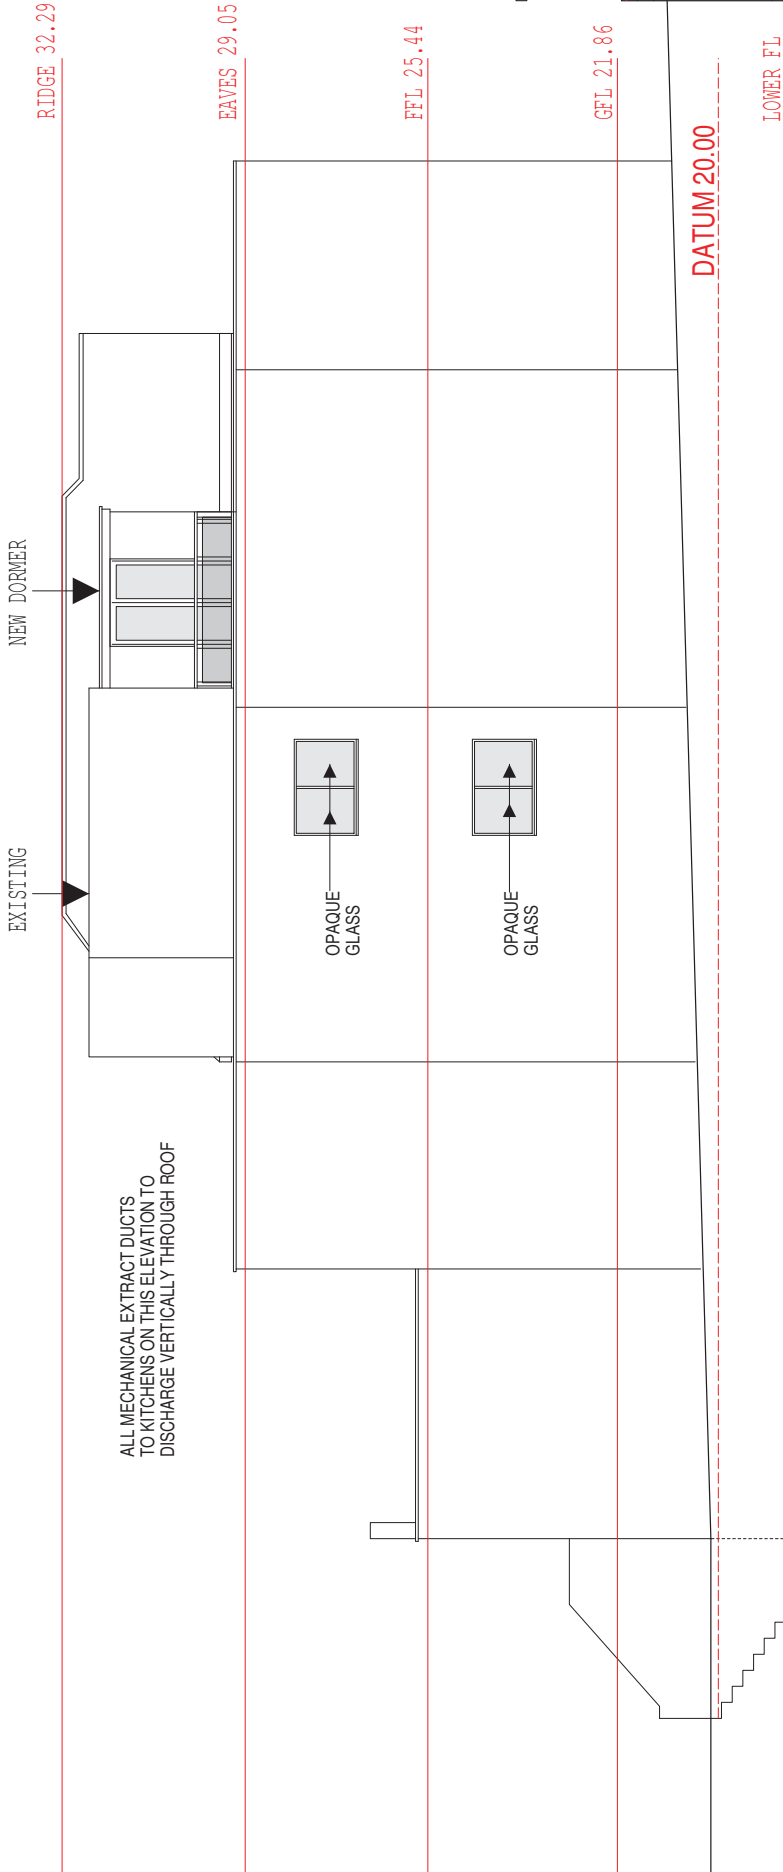 RIDGE 32.29
EAVES 29.05
FFL 25.44
GFL 21.86
DATUM 20.00
LOWER FL
NEW DORMER
EXISTING
OPAQUE
GLASS
OPAQUE
GLASS
ALL MECHANICAL EXTRACT DUCTS
TO KITCHENS ON THIS ELEVATION TO
DISCHARGE VERTICALLY THROUGH ROOF